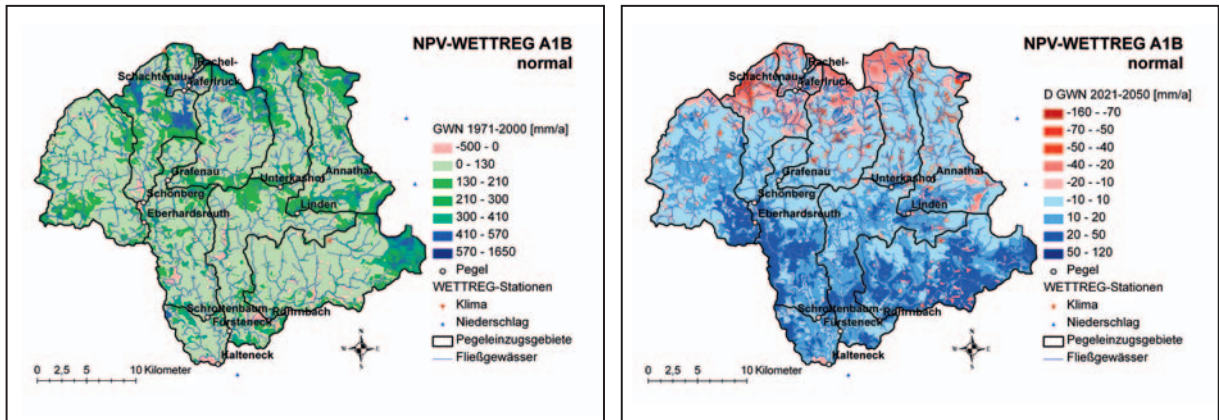 NPV-WETTREG A1B
normal
Rachel-
Schachtenau
Taferlruck
GWN 1971-2000 [mm/a]
-500 - 0
0 - 130
130 - 210
210 - 300
300 - 410
410 - 570
570 - 1650
Pegel
WETTREG-Stationen
Klima
Niederschlag
Pegeleinzugsgebiete
Fließgewässer
Grafenau
Unterkashof
Annathal
Schönberg
Eberhardsreuth
Linden
Schrottenbaum-
Ruhmbach
Fürsteneck
Kalteneck
N
W
E
S
0 2,5 5 10 Kilometer
NPV-WETTREG A1B
normal
Rachel-
Schachtenau
Taferlruck
D GWN 2021-2050 [mm/a]
-160 - -70
-70 - -50
-50 - -40
-40 - -20
-20 - -10
-10 - 10
10 - 20
20 - 50
50 - 120
Pegel
WETTREG-Stationen
Klima
Niederschlag
Pegeleinzugsgebiete
Fließgewässer
Grafenau
Unterkashof
Annathal
Schönberg
Eberhardsreuth
Linden
Schrottenbaum-
Ruhmbach
Fürsteneck
Kalteneck
N
W
E
S
0 2,5 5 10 Kilometer